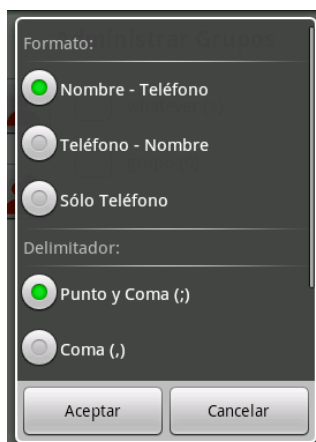 Formato:
Nombre - Teléfono
Teléfono - Nombre
Sólo Teléfono
Delimitador:
Punto y Coma (;)
Coma (,)
Aceptar
Cancelar